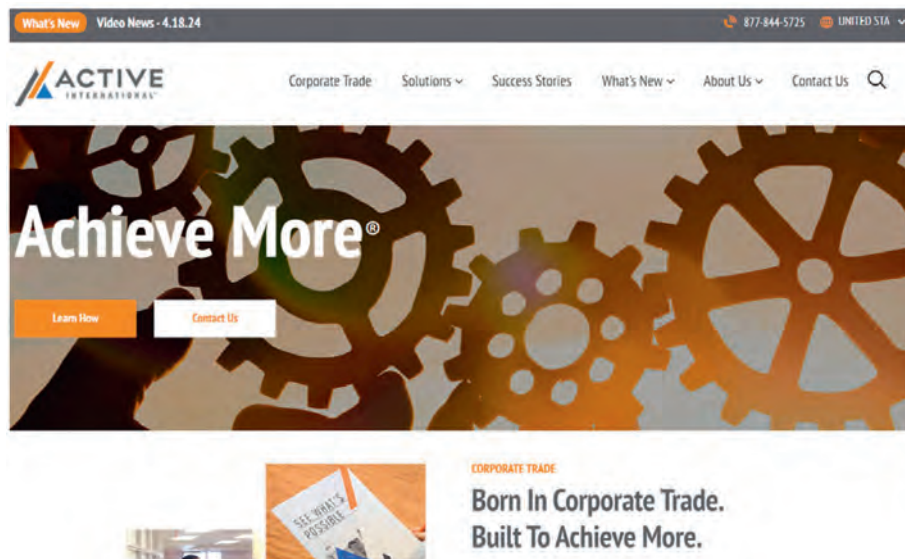 What's New Video News - 4.18.24 877-844-5725 UNITED STA
ACTIVE
INTERNATIONAL
Corporate Trade Solutions Success Stories What's New About Us Contact Us
Achieve More®
Learn How Contact Us
CORPORATE TRADE
Born In Corporate Trade.
Built To Achieve More.
SEE WHAT'S
POSSIBLE